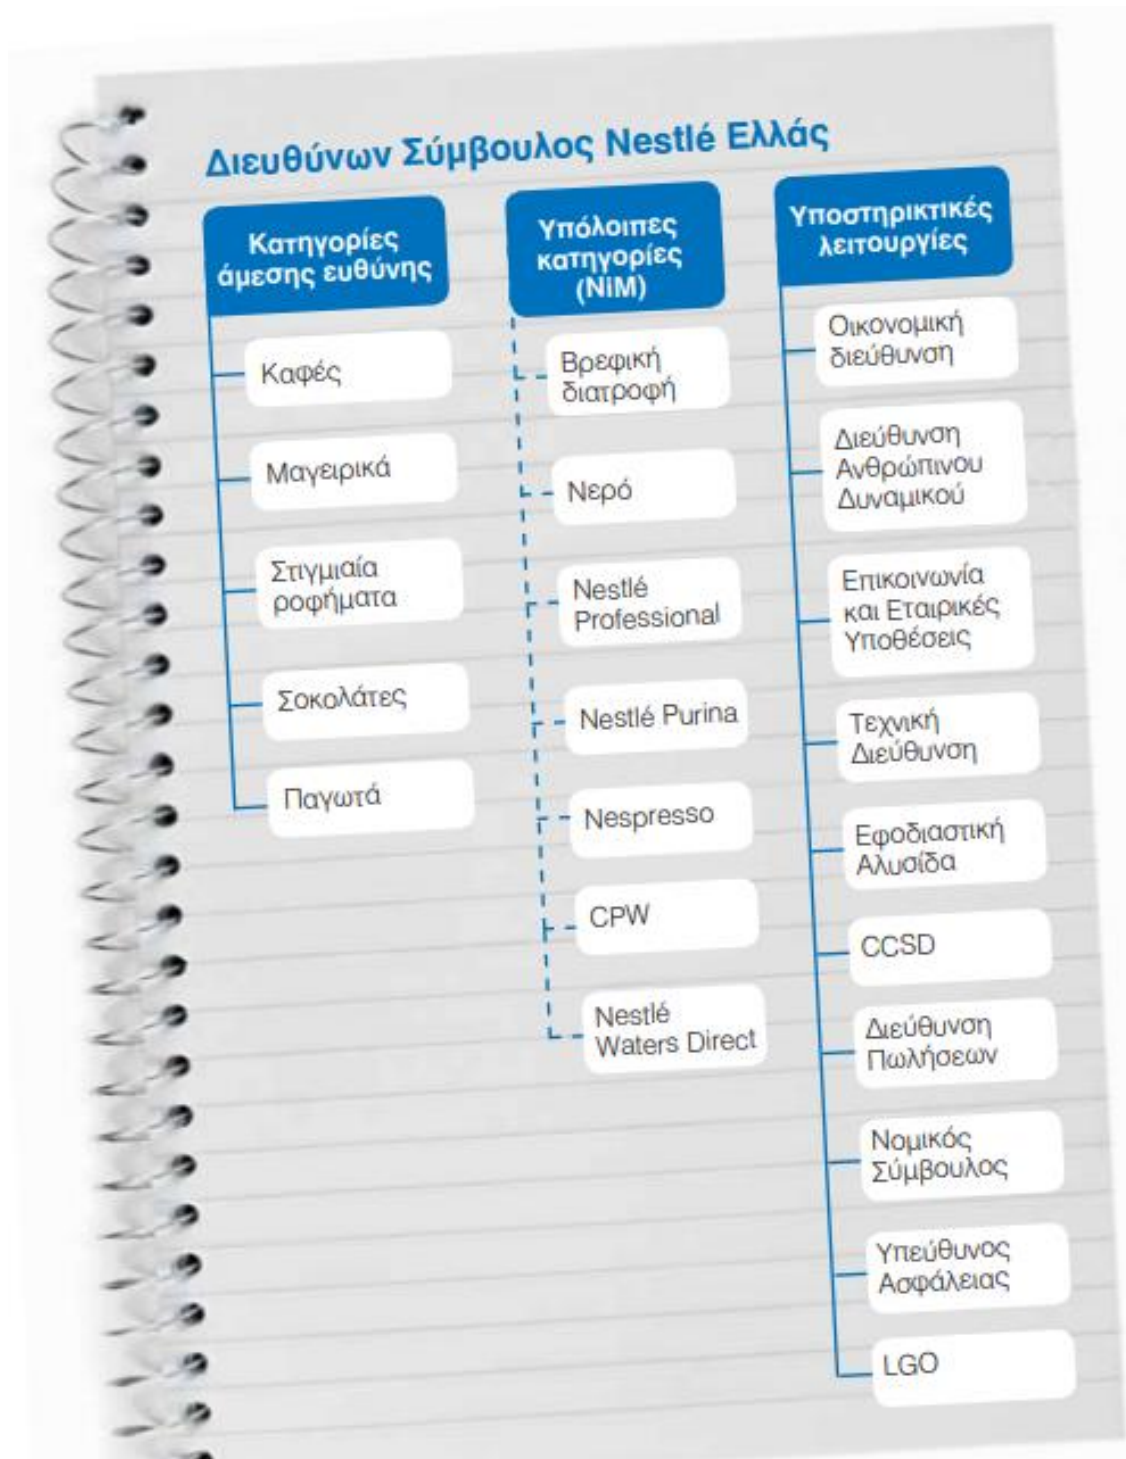 Διευθύνων Σύμβουλος Nestlé Ελλάς
Κατηγορίες
άμεσης ευθύνης
Καφές
Μαγειρικά
Στιγμιαία
ροφήματα
Σοκολάτες
Παγωτά
Υπόλοιπες
κατηγορίες
(NiM)
Βρεφική
διατροφή
Νερό
Nestlé
Professional
Nestlé Purina
Nespresso
CPW
Nestlé
Waters Direct
Υποστηρικτικές
λειτουργίες
Οικονομική
διεύθυνση
Διεύθυνση
Ανθρώπινου
Δυναμικού
Επικοινωνία
και Εταιρικές
Υποθέσεις
Τεχνική
Διεύθυνση
Εφοδιαστική
Αλυσίδα
CCSD
Διεύθυνση
Πωλήσεων
Νομικός
Σύμβουλος
Υπεύθυνος
Ασφάλειας
LGO